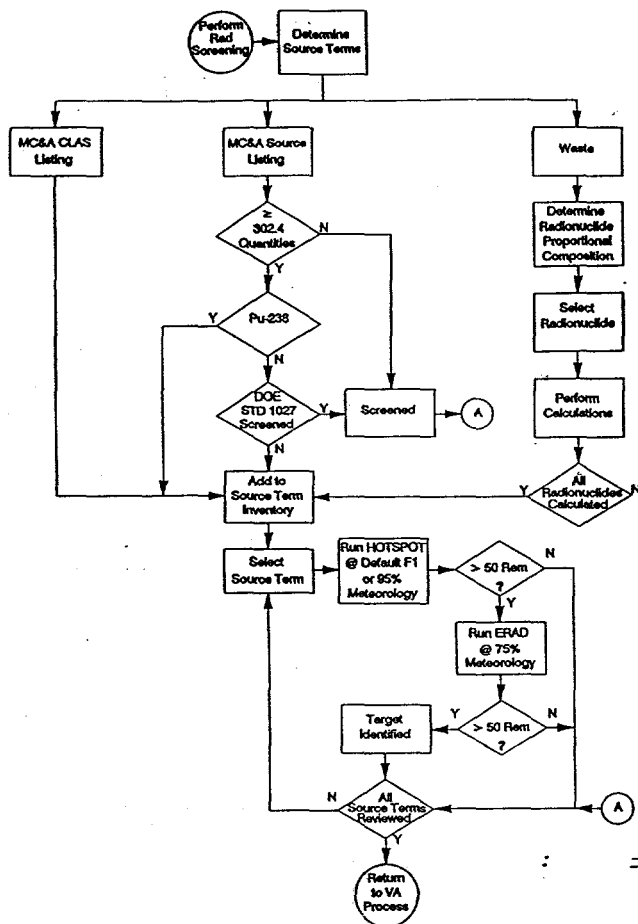 Perform
Rad
Screening
Determine
Source Terms
MC&A CLAS
Listing
MC&A Source
Listing
Waste
≥
302.4
Quantities
N
Y
Determine
Radionuclide
Proportional
Composition
Pu-238
Y
N
Select
Radionuclide
DOE
STD 1027
Screened
Y
N
Screened
A
Perform
Calculations
Add to
Source Term
Inventory
Y
All
Radionuclides
Calculated
N
Select
Source Term
Run HOTSPOT
@ Default F1
or 95%
Meteorology
> 50 Rem
?
N
Y
Run ERAD
@ 75%
Meteorology
Target
Identified
Y
> 50 Rem
?
N
N
All
Source Terms
Reviewed
Y
A
Return
to VA
Process